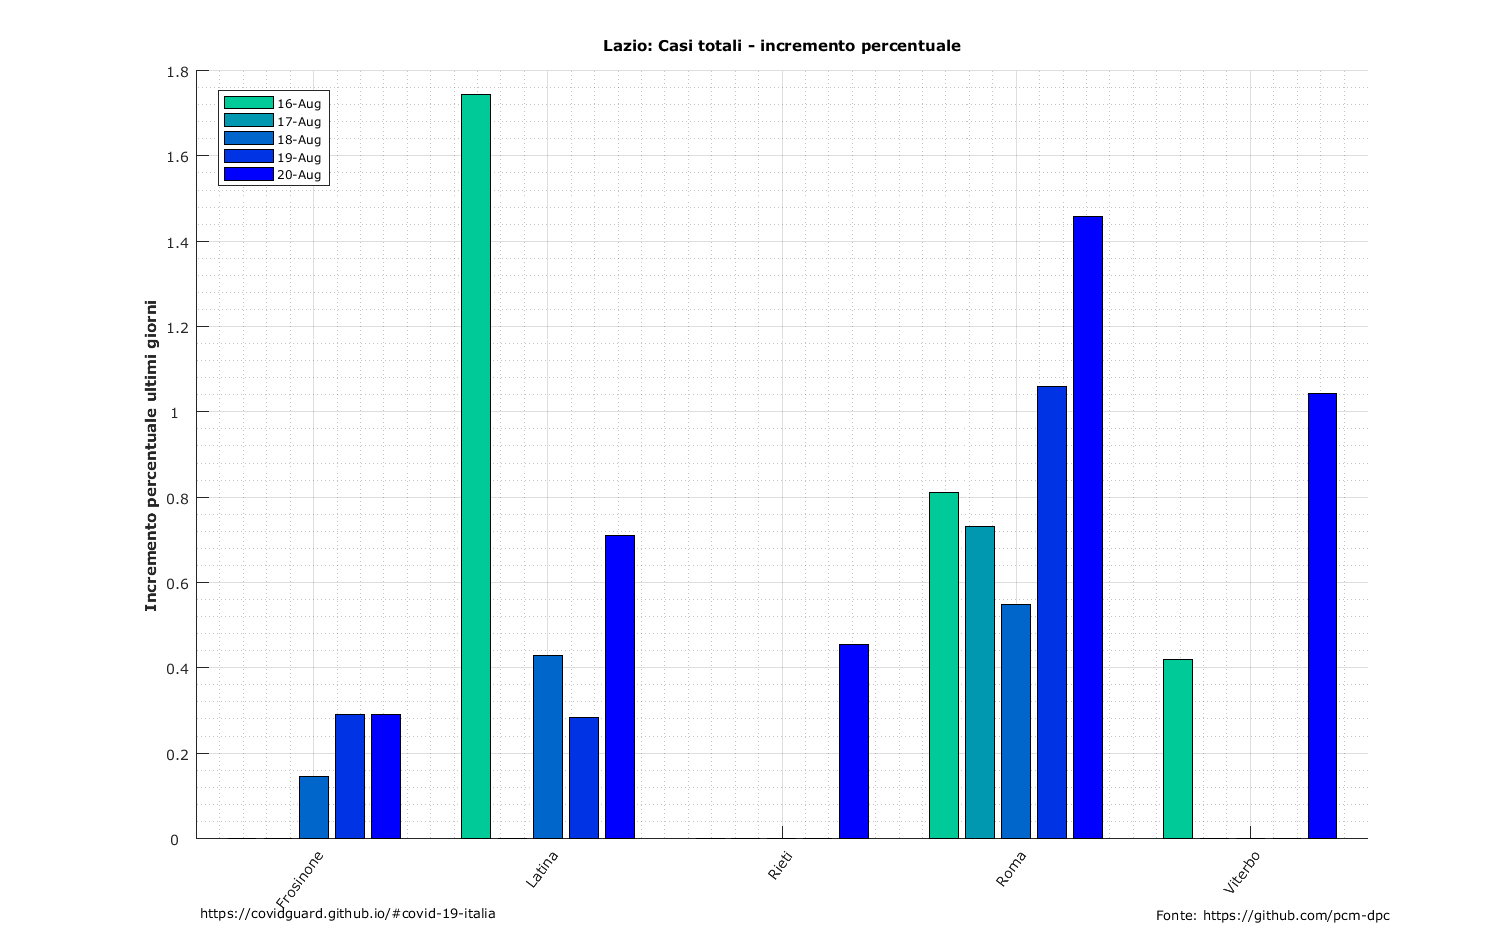 Lazio: Casi totali - incremento percentuale
1.8
1.6
1.4
1.2
1
0.8
0.6
0.4
0.2
0
Incremento percentuale ultimi giorni
16-Aug
17-Aug
18-Aug
19-Aug
20-Aug
Frosinone
Latina
Rieti
Roma
Viterbo
https://covidguard.github.io/#covid-19-italia
Fonte: https://github.com/pcm-dpc